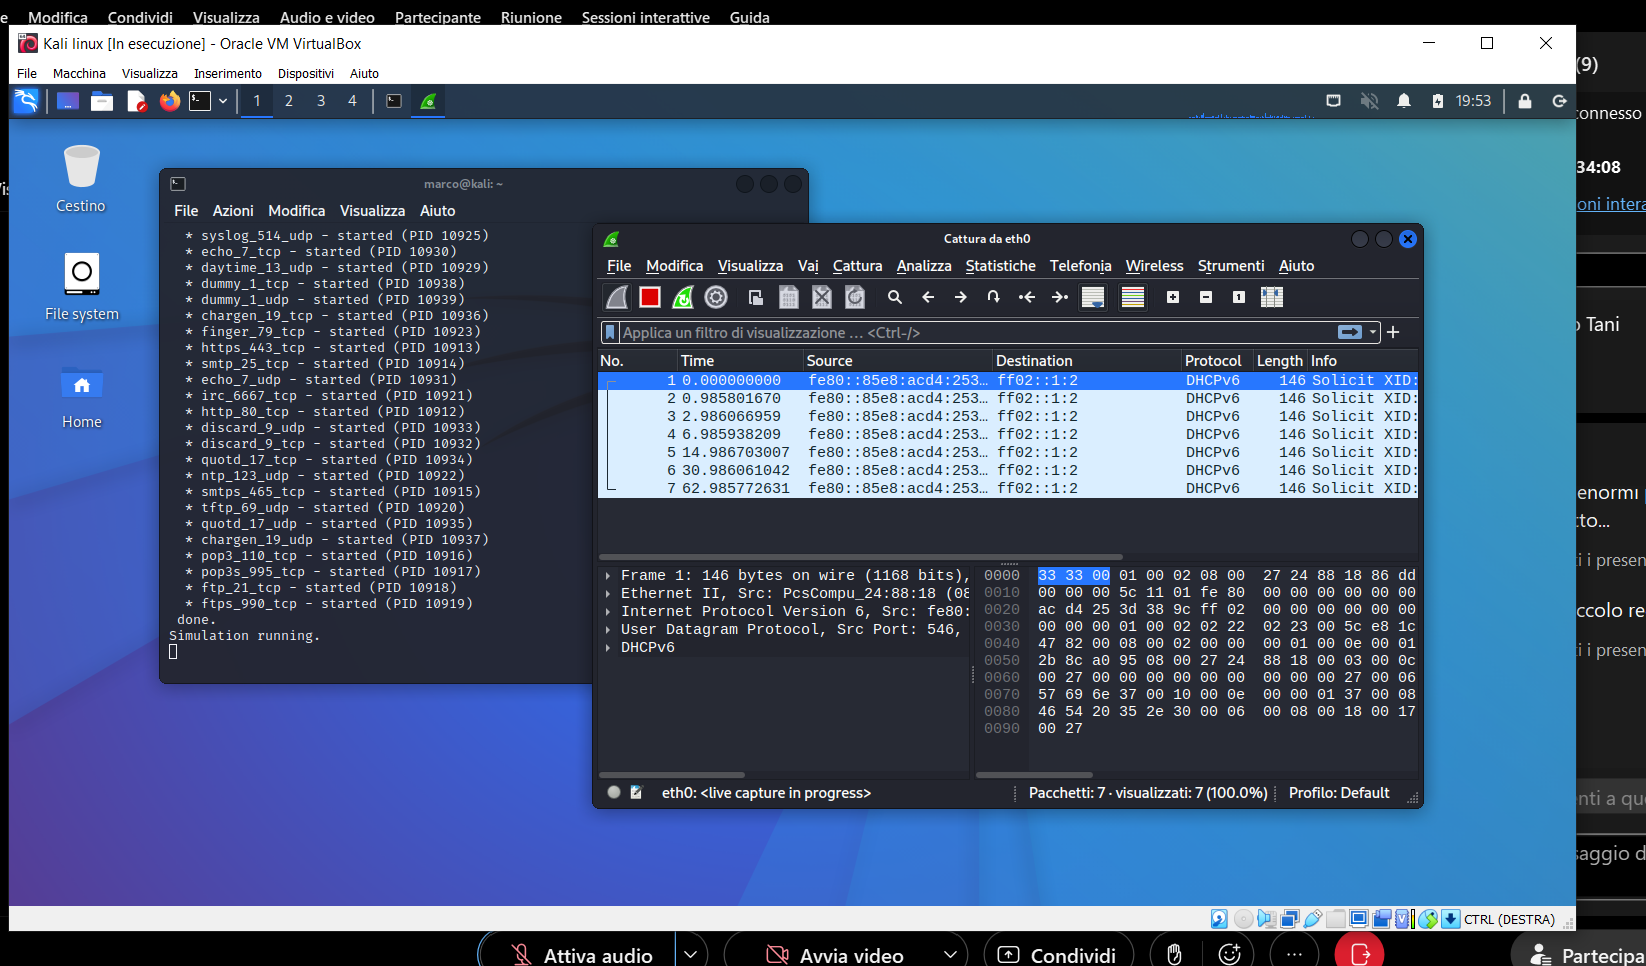 Modifica Condividi Visualizza Audio e video Partecipante Riunione Sessioni interattive Guida
Kali linux [In esecuzione] - Oracle VM VirtualBox
File Macchina Visualizza Inserimento Dispositivi Aiuto
1 2 3 4 19:53
Cestino
File system
Home
marco@kali: ~
File Azioni Modifica Visualizza Aiuto
* syslog_514_udp - started (PID 10925)
* echo_7_tcp - started (PID 10930)
* daytime_13_udp - started (PID 10929)
* dummy_1_tcp - started (PID 10938)
* dummy_1_udp - started (PID 10939)
* chargen_19_tcp - started (PID 10936)
* finger_79_tcp - started (PID 10923)
* https_443_tcp - started (PID 10913)
* smtp_25_tcp - started (PID 10914)
* echo_7_udp - started (PID 10931)
* irc_6667_tcp - started (PID 10921)
* http_80_tcp - started (PID 10912)
* discard_9_udp - started (PID 10933)
* discard_9_tcp - started (PID 10932)
* quotd_17_tcp - started (PID 10934)
* ntp_123_udp - started (PID 10922)
* smtps_465_tcp - started (PID 10915)
* tftp_69_udp - started (PID 10920)
* quotd_17_udp - started (PID 10935)
* chargen_19_udp - started (PID 10937)
* pop3_110_tcp - started (PID 10916)
* pop3s_995_tcp - started (PID 10917)
* ftp_21_tcp - started (PID 10918)
* ftps_990_tcp - started (PID 10919)
done.
Simulation running.
Cattura da eth0
File Modifica Visualizza Vai Cattura Analizza Statistiche Telefonia Wireless Strumenti Aiuto
Applica un filtro di visualizzazione … <Ctrl-/>
No. Time Source Destination Protocol Length Info
1 0.000000000 fe80::85e8:acd4:253… ff02::1:2 DHCPv6 146 Solicit XID:
2 0.985801670 fe80::85e8:acd4:253… ff02::1:2 DHCPv6 146 Solicit XID:
3 2.986066959 fe80::85e8:acd4:253… ff02::1:2 DHCPv6 146 Solicit XID:
4 6.985938209 fe80::85e8:acd4:253… ff02::1:2 DHCPv6 146 Solicit XID:
5 14.986703007 fe80::85e8:acd4:253… ff02::1:2 DHCPv6 146 Solicit XID:
6 30.986061042 fe80::85e8:acd4:253… ff02::1:2 DHCPv6 146 Solicit XID:
7 62.985772631 fe80::85e8:acd4:253… ff02::1:2 DHCPv6 146 Solicit XID:
Frame 1: 146 bytes on wire (1168 bits),
Ethernet II, Src: PcsCompu_24:88:18 (08
Internet Protocol Version 6, Src: fe80:
User Datagram Protocol, Src Port: 546,
DHCPv6
0000 33 33 00 01 00 02 08 00 27 24 88 18 86 dd
0010 00 00 00 5c 11 01 fe 80 00 00 00 00 00 00
0020 ac d4 25 3d 38 9c ff 02 00 00 00 00 00 00
0030 00 00 00 01 00 02 02 22 02 23 00 5c e8 1c
0040 47 82 00 08 00 02 00 00 00 01 00 0e 00 01
0050 2b 8c a0 95 08 00 27 24 88 18 00 03 00 0c
0060 00 27 00 00 00 00 00 00 00 00 00 27 00 06
0070 57 69 6e 37 00 10 00 0e 00 00 01 37 00 08
0080 46 54 20 35 2e 30 00 06 00 08 00 18 00 17
0090 00 27
eth0: <live capture in progress> Pacchetti: 7 · visualizzati: 7 (100.0%) Profilo: Default
CTRL (DESTRA)
(9)
connesso
34:08
oni intera
Tani
enormi
tto...
i presen
ccolo re
i presen
nti a qu
saggio d
Attiva audio Avvia video Condividi Partecipa